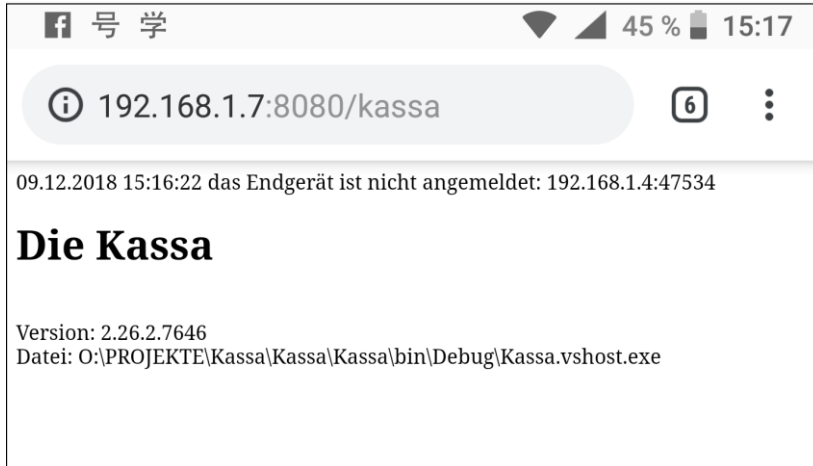 号 学 45 % 15:17
192.168.1.7:8080/kassa 6
09.12.2018 15:16:22 das Endgerät ist nicht angemeldet: 192.168.1.4:47534
Die Kassa
Version: 2.26.2.7646
Datei: O:\PROJEKTE\Kassa\Kassa\Kassa\bin\Debug\Kassa.vshost.exe